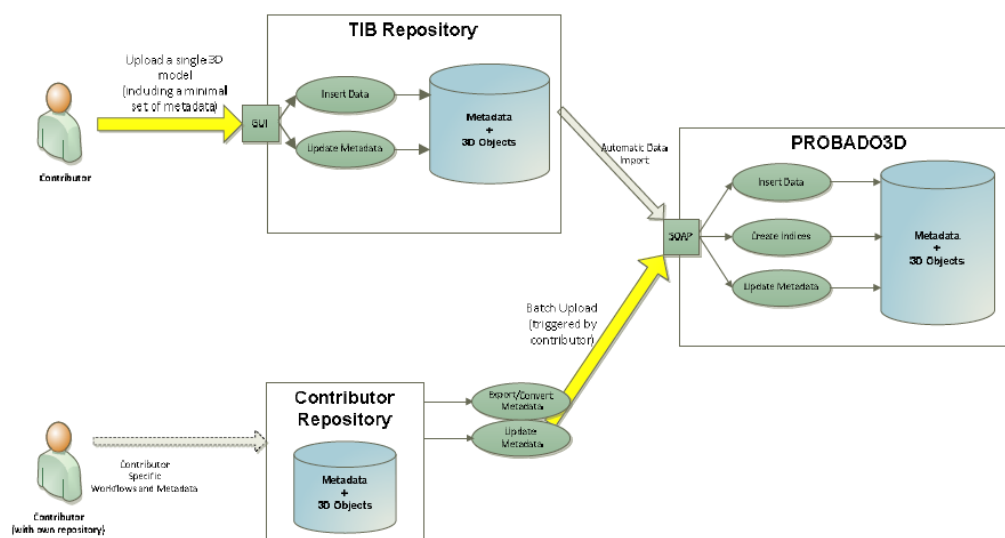 TIB Repository
Upload a single 3D
model
(including a minimal
set of metadata)
Insert Data
GUI
Metadata
+
3D Objects
Update Metadata
Contributor
Automatic Data
Import
PROBADO3D
Insert Data
SOAP
Create Indices
Metadata
+
3D Objects
Update Metadata
Batch Upload
(triggered by
contributor)
Contributor
Repository
Export/Convert
Metadata
Update
Metadata
Contributor
Specific
Workflows and Metadata
Metadata
+
3D Objects
Contributor
(with own repository)